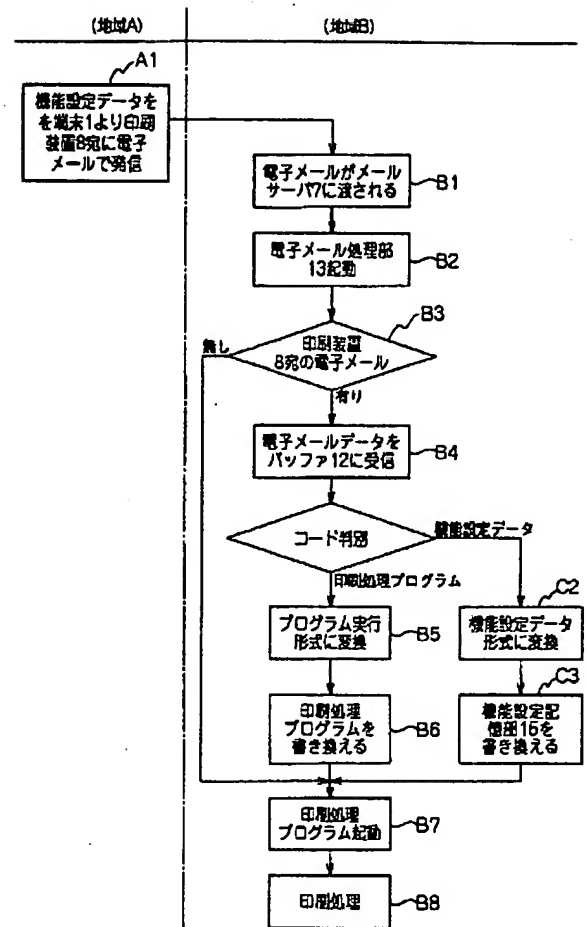 (地域A)
(地域B)
A1
機能設定データを
を端末1より印刷
装置8宛に電子
メールで発信
電子メールがメール
サーバ7に渡される
B1
電子メール処理部
13起動
B2
B3
印刷装置
8宛の電子メール
無し
有り
電子メールデータを
バッファ12に受信
B4
コード判別
機能設定データ
印刷処理プログラム
プログラム実行
形式に変換
B5
C2
機能設定データ
形式に変換
印刷処理
プログラムを
書き換える
B6
C3
機能設定記
憶部16を
書き換える
印刷処理
プログラム起動
B7
印刷処理
B8